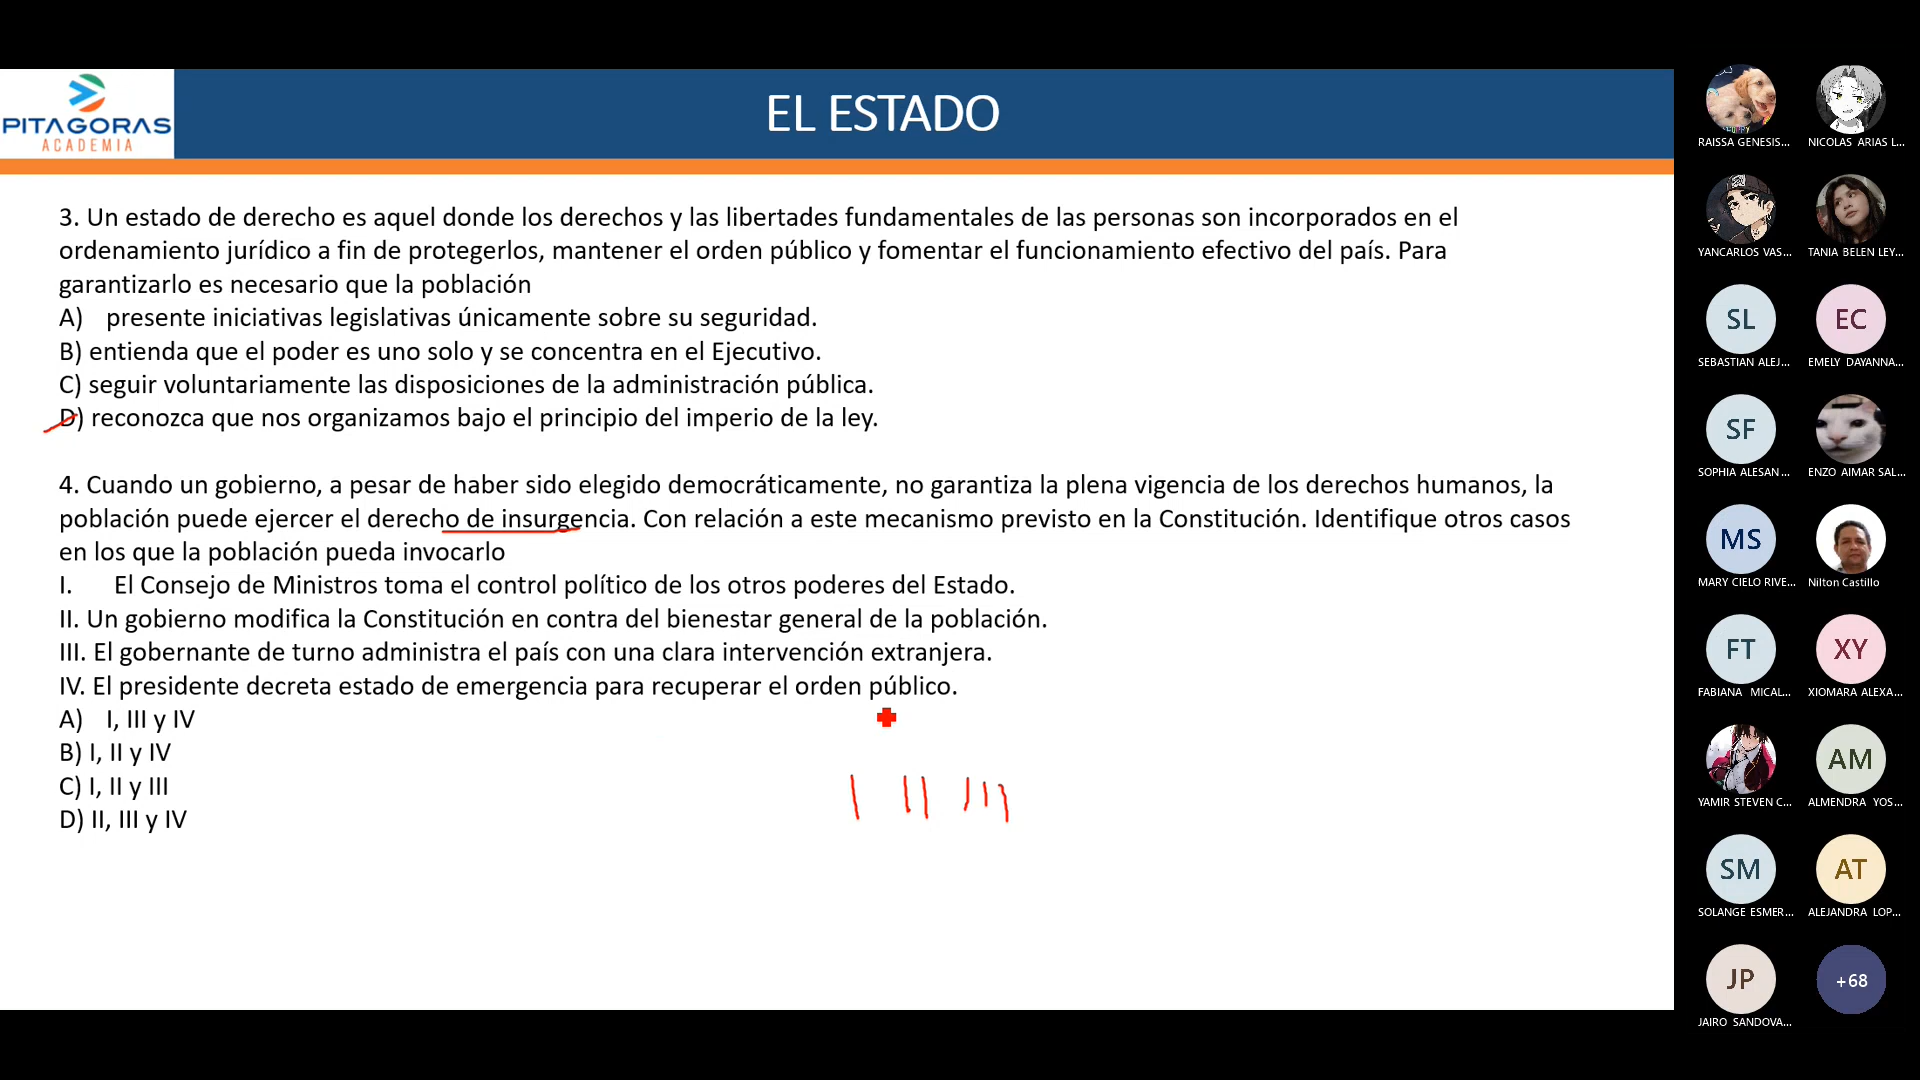 PITAGORAS
ACADEMIA
EL ESTADO
3. Un estado de derecho es aquel donde los derechos y las libertades fundamentales de las personas son incorporados en el
ordenamiento jurídico a fin de protegerlos, mantener el orden público y fomentar el funcionamiento efectivo del país. Para
garantizarlo es necesario que la población
A) presente iniciativas legislativas únicamente sobre su seguridad.
B) entienda que el poder es uno solo y se concentra en el Ejecutivo.
C) seguir voluntariamente las disposiciones de la administración pública.
D) reconozca que nos organizamos bajo el principio del imperio de la ley.
4. Cuando un gobierno, a pesar de haber sido elegido democráticamente, no garantiza la plena vigencia de los derechos humanos, la
población puede ejercer el derecho de insurgencia. Con relación a este mecanismo previsto en la Constitución. Identifique otros casos
en los que la población pueda invocarlo
I. El Consejo de Ministros toma el control político de los otros poderes del Estado.
II. Un gobierno modifica la Constitución en contra del bienestar general de la población.
III. El gobernante de turno administra el país con una clara intervención extranjera.
IV. El presidente decreta estado de emergencia para recuperar el orden público.
A) I, III y IV
B) I, II y IV
C) I, II y III
D) II, III y IV
I II III
RAISSA GENESIS...
NICOLAS ARIAS L...
YANCARLOS VAS...
TANIA BELEN LEY...
SL
EC
SEBASTIAN ALEJ...
EMELY DAYANNA...
SF
SOPHIA ALESAN...
ENZO AIMAR SAL...
MS
MARY CIELO RIVE...
Nilton Castillo
FT
XY
FABIANA MICAL...
XIOMARA ALEXA...
AM
YAMIR STEVEN C...
ALMENDRA YOS...
SM
AT
SOLANGE ESMER...
ALEJANDRA LOP...
JP
+68
JAIRO SANDOVA...